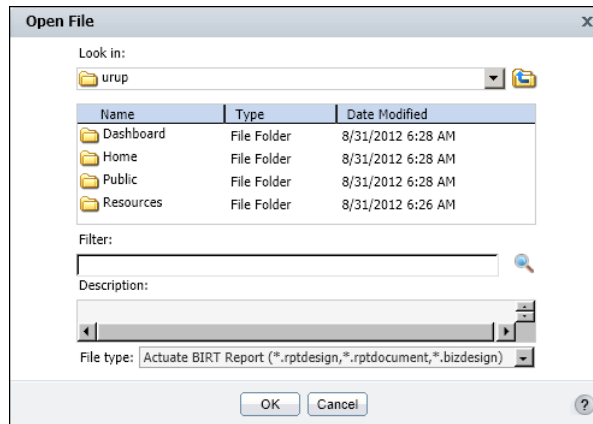 Open File x
Look in:
urup
Name Type Date Modified
Dashboard File Folder 8/31/2012 6:28 AM
Home File Folder 8/31/2012 6:28 AM
Public File Folder 8/31/2012 6:28 AM
Resources File Folder 8/31/2012 6:26 AM
Filter:
Description:
File type: Actuate BIRT Report (*.rptdesign,*.rptdocument,*.bizdesign)
OK Cancel ?